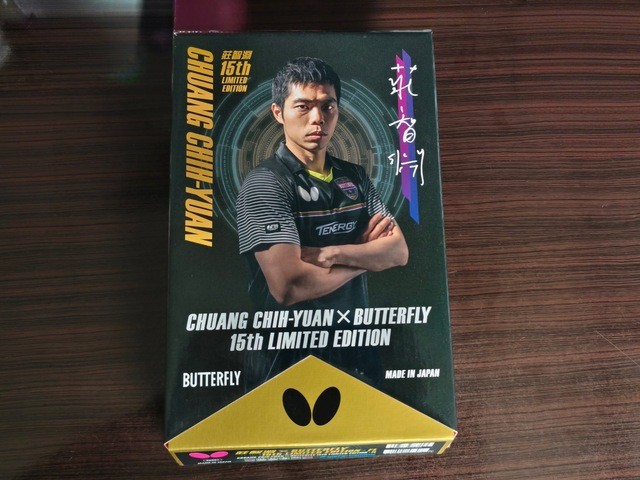 莊智淵
15th
LIMITED
EDITION
CHUANG CHIH-YUAN
莊智淵
TENERGY
CHUANG CHIH-YUAN × BUTTERFLY
15th LIMITED EDITION
BUTTERFLY
MADE IN JAPAN